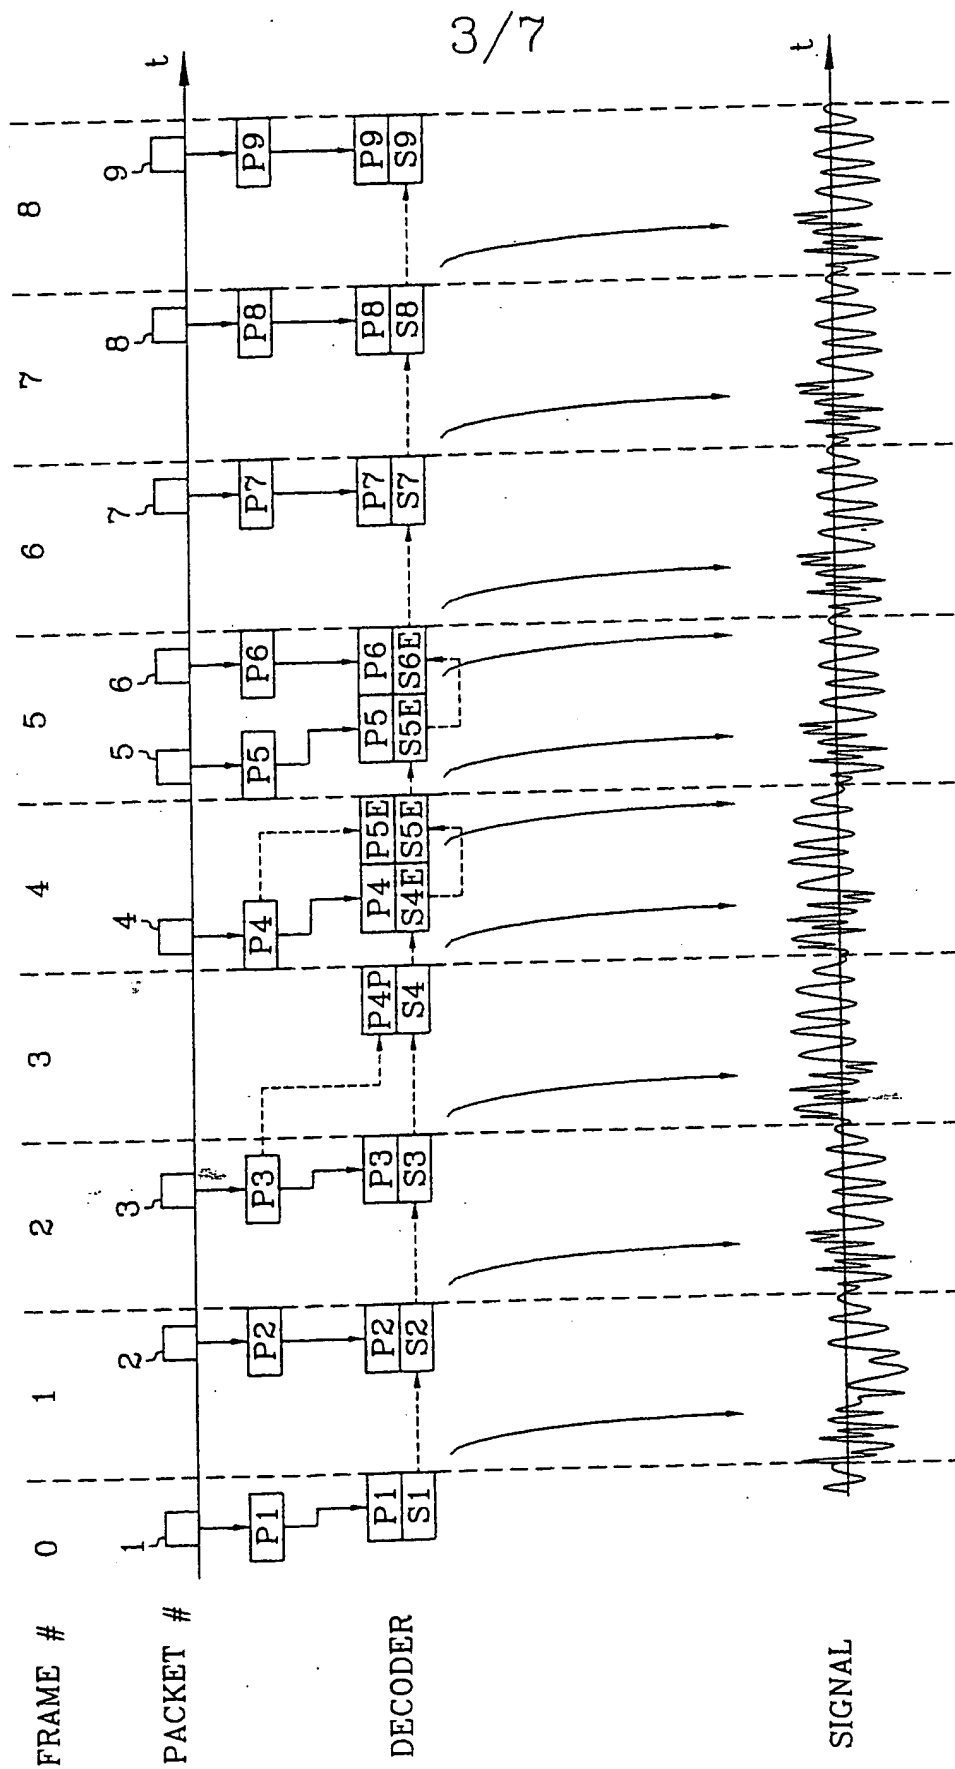 3/7
FRAME # 0 1 2 3 4 5 6 7 8
PACKET # 1 2 3 4 5 6 7 8 9 t
P1 P2 P3 P4 P5 P6 P7 P8 P9
DECODER P1 P2 P3 P4P P4 P5E P5 P6 P7 P8 P9
S1 S2 S3 S4 S4E S5E S5E S6E S7 S8 S9
SIGNAL t